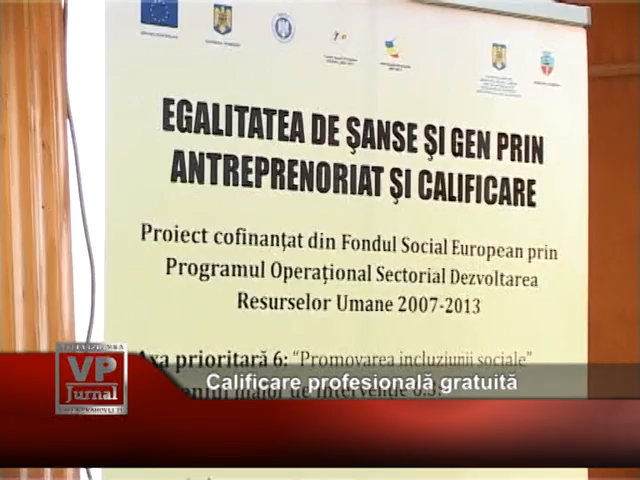 EGALITATEA DE ŞANSE ŞI GEN PRIN
ANTREPRENORIAT ŞI CALIFICARE
Proiect cofinanţat din Fondul Social European prin
Programul Operaţional Sectorial Dezvoltarea
Resurselor Umane 2007-2013
Axa prioritară 6: "Promovarea incluziunii sociale"
VP
Jurnal
Calificare profesională gratuită